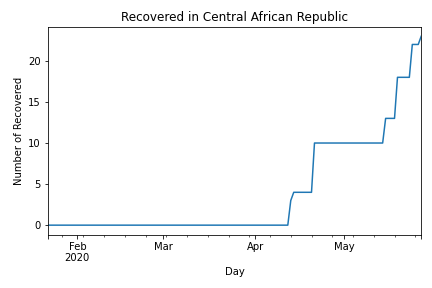 Recovered in Central African Republic
Number of Recovered
20
15
10
5
0
Feb
2020
Mar
Apr
May
Day